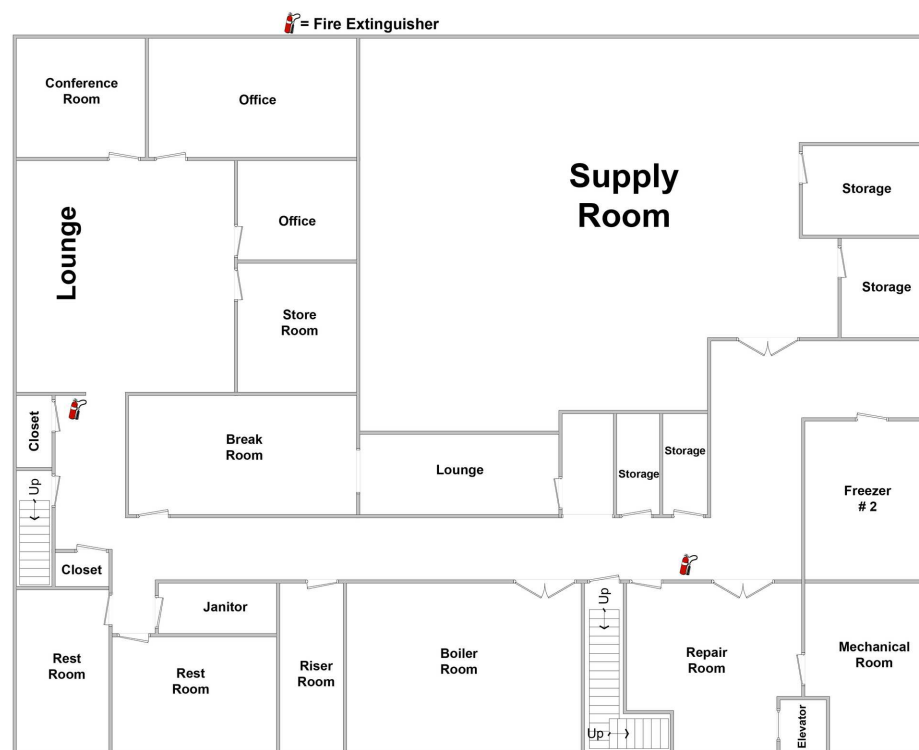 = Fire Extinguisher
Conference
Room
Office
Supply
Room
Storage
Lounge
Office
Storage
Store
Room
Closet
Break
Room
Lounge
Storage
Storage
Freezer
# 2
Up
Closet
Up
Janitor
Rest
Room
Rest
Room
Riser
Room
Boiler
Room
Repair
Room
Mechanical
Room
Up
Elevator